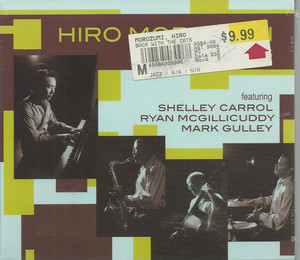 HIRO MO
MOROZUMI, HIRO
BACK WITH THE CATS
$9.99
M
JAZZ / N/A / N/A
featuring
SHELLEY CARROL
RYAN MCGILLICUDDY
MARK GULLEY